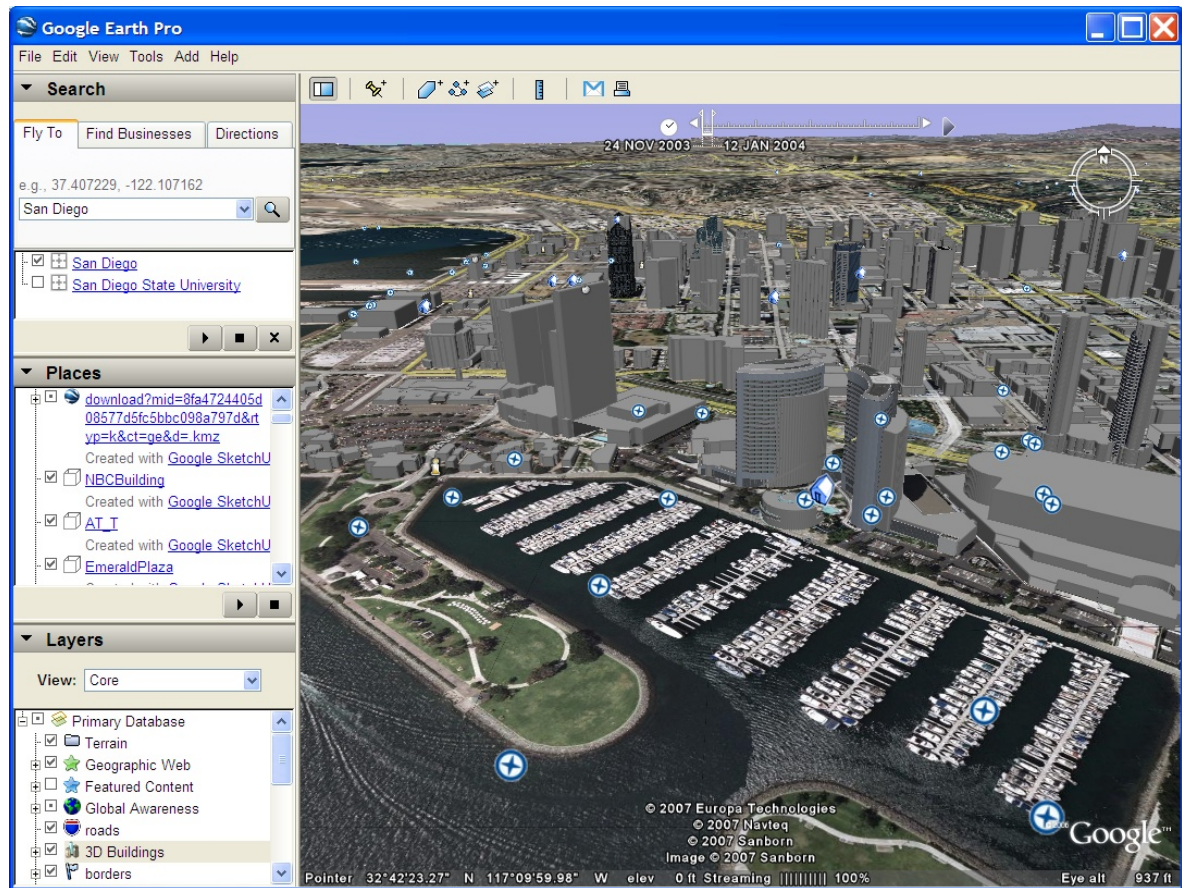 Google Earth Pro
File Edit View Tools Add Help
Search
Fly To
Find Businesses
Directions
e.g., 37.407229, -122.107162
San Diego
San Diego
San Diego State University
Places
download?mid=8fa4724405d
08577d5fc5bbc098a797d&rt
yp=k&ct=ge&d=.kmz
Created with Google SketchU
NBCBuilding
Created with Google SketchU
AT_T
Created with Google SketchU
EmeraldPlaza
Layers
View: Core
Primary Database
Terrain
Geographic Web
Featured Content
Global Awareness
roads
3D Buildings
borders
24 NOV 2003
12 JAN 2004
N
© 2007 Europa Technologies
© 2007 Navteq
© 2007 Sanborn
Image © 2007 Sanborn
Google™
Pointer 32°42'23.27" N 117°09'59.98" W elev 0 ft Streaming ||||||||| 100% Eye alt 937 ft